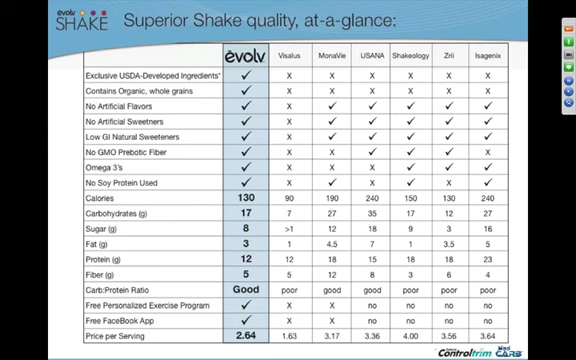 evolv
SHAKE Superior Shake quality, at-a-glance:
evolv Visalus MonaVie USANA Shakeology Zrii Isagenix
Exclusive USDA-Developed Ingredients* ✓ X X X X X X
Contains Organic, whole grains ✓ X X X X X X
No Artificial Flavors ✓ X ✓ ✓ ✓ ✓ ✓
No Artificial Sweetners ✓ X ✓ ✓ ✓ ✓ ✓
Low GI Natural Sweeteners ✓ X ✓ ✓ ✓ ✓ ✓
No GMO Prebotic Fiber ✓ X X ✓ ✓ ✓ X
Omega 3's ✓ X X X ✓ ✓ ✓
No Soy Protein Used ✓ X ✓ X ✓ X ✓
Calories 130 90 190 240 150 130 240
Carbohydrates (g) 17 7 27 35 17 12 27
Sugar (g) 8 >1 12 18 9 3 16
Fat (g) 3 1 4.5 7 1 3.5 5
Protein (g) 12 12 18 15 18 18 23
Fiber (g) 5 5 12 8 3 6 4
Carb:Protein Ratio Good poor good good poor poor poor
Free Personalized Exercise Program ✓ X X no no no no
Free FaceBook App ✓ X X no no no no
Price per Serving 2.64 1.63 3.17 3.36 4.00 3.56 3.64
Controltrim CARB